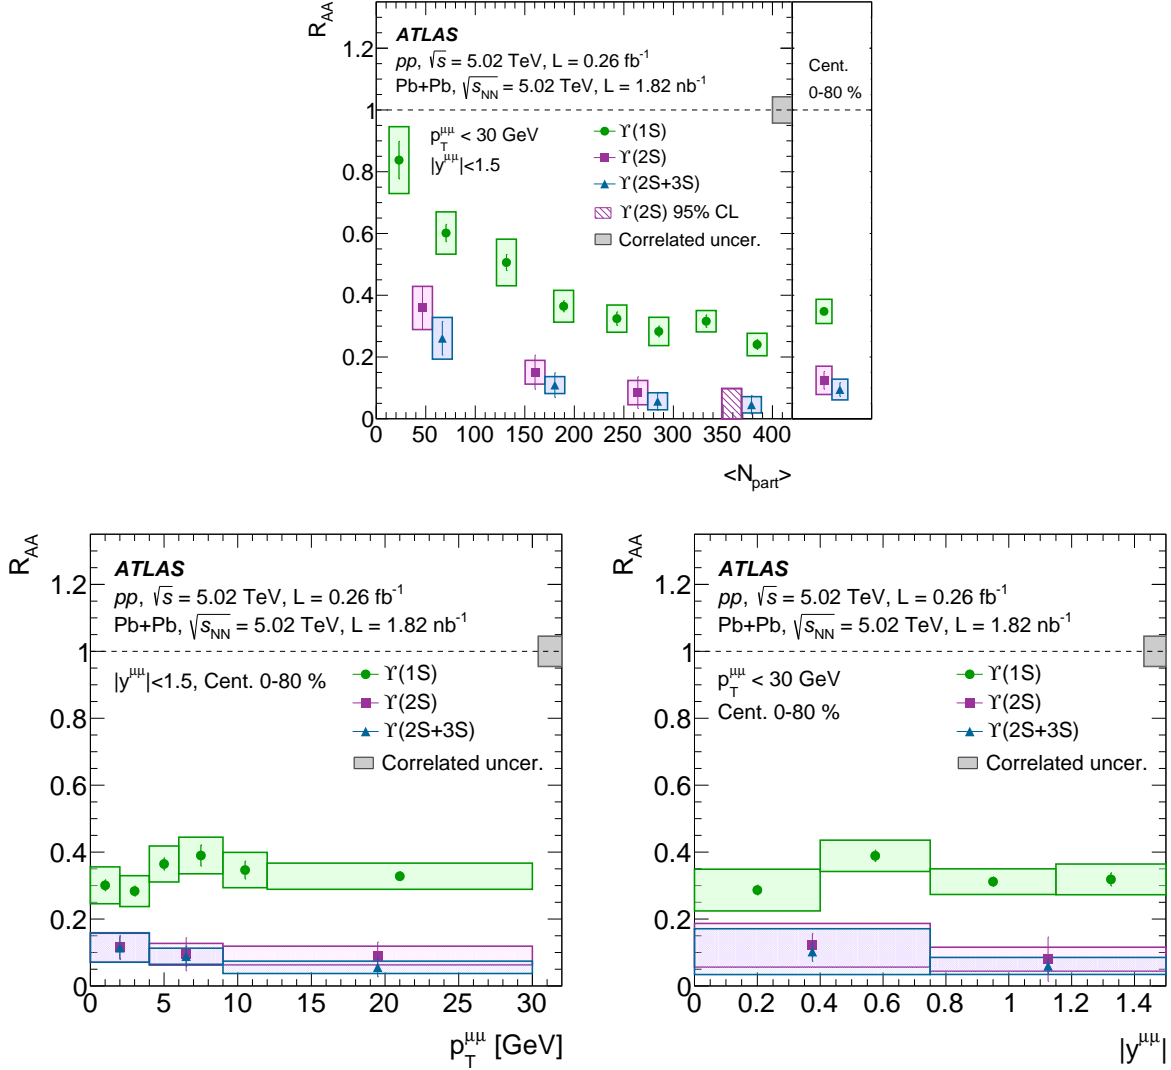 R_AA
1.2
1
0.8
0.6
0.4
0.2
0
ATLAS
pp, √s = 5.02 TeV, L = 0.26 fb⁻¹
Pb+Pb, √s_NN = 5.02 TeV, L = 1.82 nb⁻¹
p_T^μμ < 30 GeV
|y^μμ|<1.5
ϒ(1S)
ϒ(2S)
ϒ(2S+3S)
ϒ(2S) 95% CL
Correlated uncer.
Cent.
0-80 %
0 50 100 150 200 250 300 350 400
<N_part>
R_AA
1.2
1
0.8
0.6
0.4
0.2
0
ATLAS
pp, √s = 5.02 TeV, L = 0.26 fb⁻¹
Pb+Pb, √s_NN = 5.02 TeV, L = 1.82 nb⁻¹
|y^μμ|<1.5, Cent. 0-80 %
ϒ(1S)
ϒ(2S)
ϒ(2S+3S)
Correlated uncer.
0 5 10 15 20 25 30
p_T^μμ [GeV]
R_AA
1.2
1
0.8
0.6
0.4
0.2
0
ATLAS
pp, √s = 5.02 TeV, L = 0.26 fb⁻¹
Pb+Pb, √s_NN = 5.02 TeV, L = 1.82 nb⁻¹
p_T^μμ < 30 GeV
Cent. 0-80 %
ϒ(1S)
ϒ(2S)
ϒ(2S+3S)
Correlated uncer.
0 0.2 0.4 0.6 0.8 1 1.2 1.4
|y^μμ|